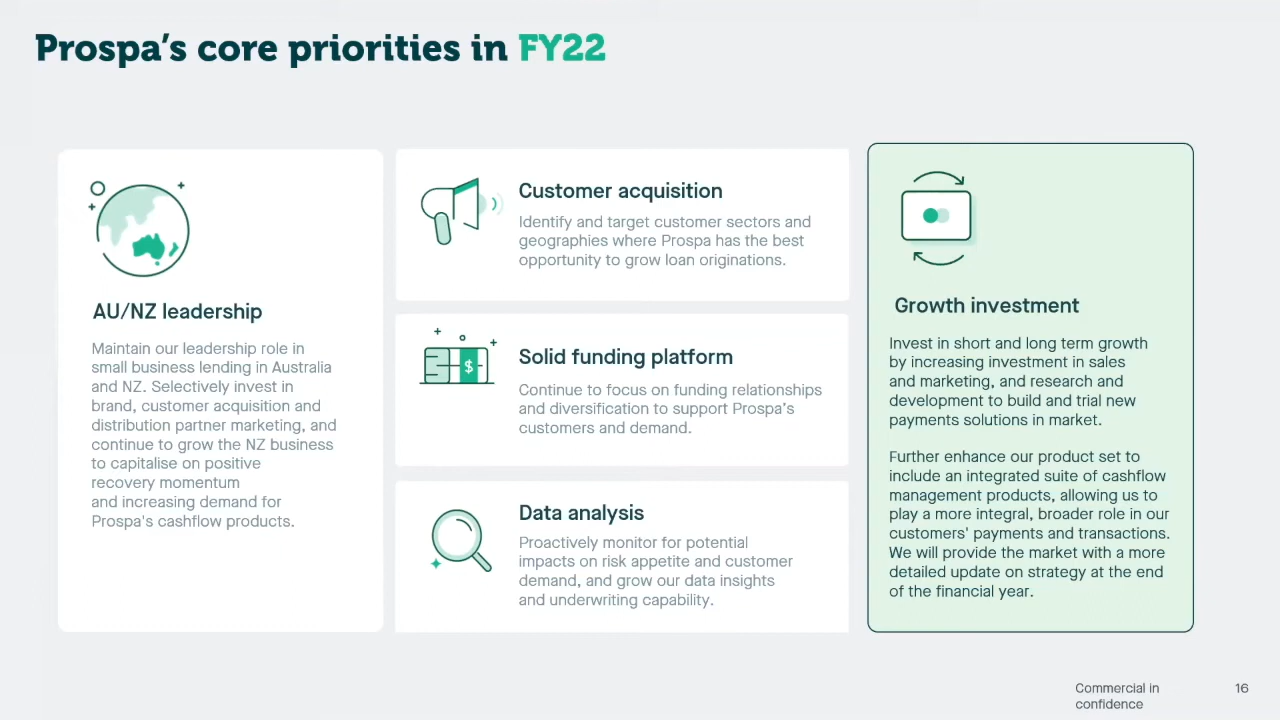 Prospa's core priorities in FY22
AU/NZ leadership
Maintain our leadership role in
small business lending in Australia
and NZ. Selectively invest in
brand, customer acquisition and
distribution partner marketing, and
continue to grow the NZ business
to capitalise on positive
recovery momentum
and increasing demand for
Prospa's cashflow products.
Customer acquisition
Identify and target customer sectors and
geographies where Prospa has the best
opportunity to grow loan originations.
$
Solid funding platform
Continue to focus on funding relationships
and diversification to support Prospa's
customers and demand.
Data analysis
Proactively monitor for potential
impacts on risk appetite and customer
demand, and grow our data insights
and underwriting capability.
Growth investment
Invest in short and long term growth
by increasing investment in sales
and marketing, and research and
development to build and trial new
payments solutions in market.
Further enhance our product set to
include an integrated suite of cashflow
management products, allowing us to
play a more integral, broader role in our
customers' payments and transactions.
We will provide the market with a more
detailed update on strategy at the end
of the financial year.
Commercial in
confidence
16